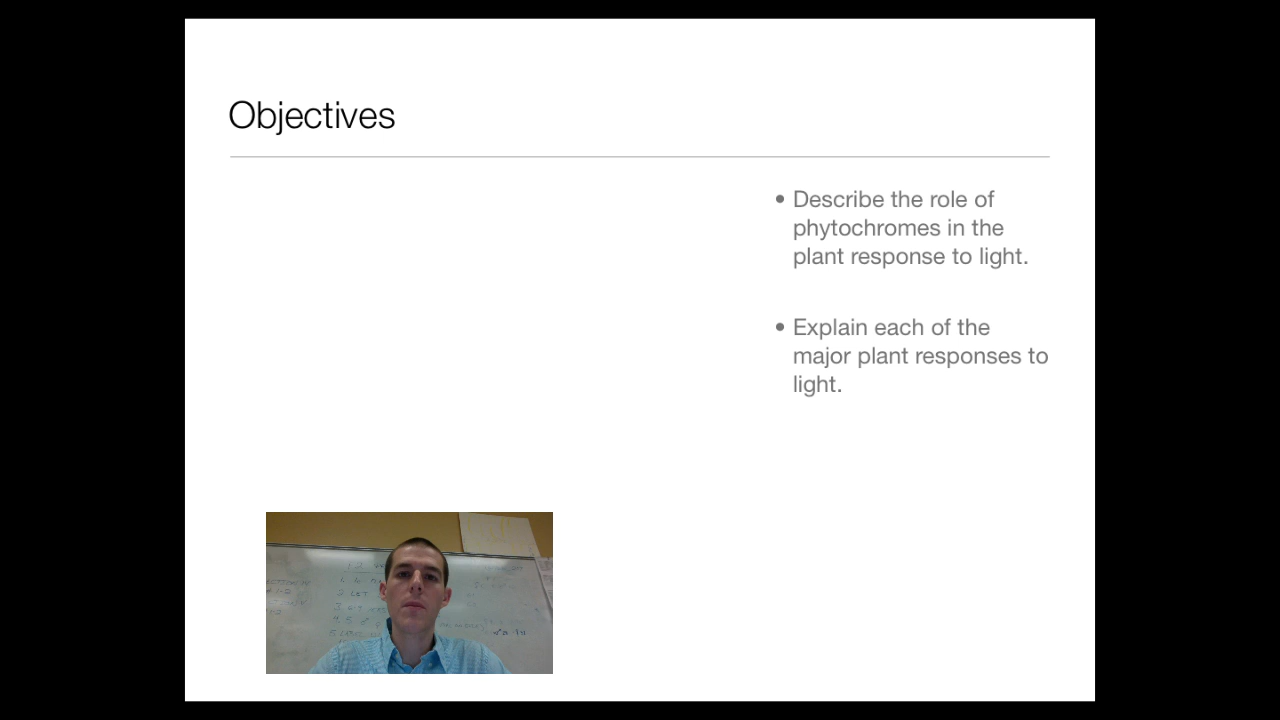 Objectives
• Describe the role of
phytochromes in the
plant response to light.
• Explain each of the
major plant responses to
light.